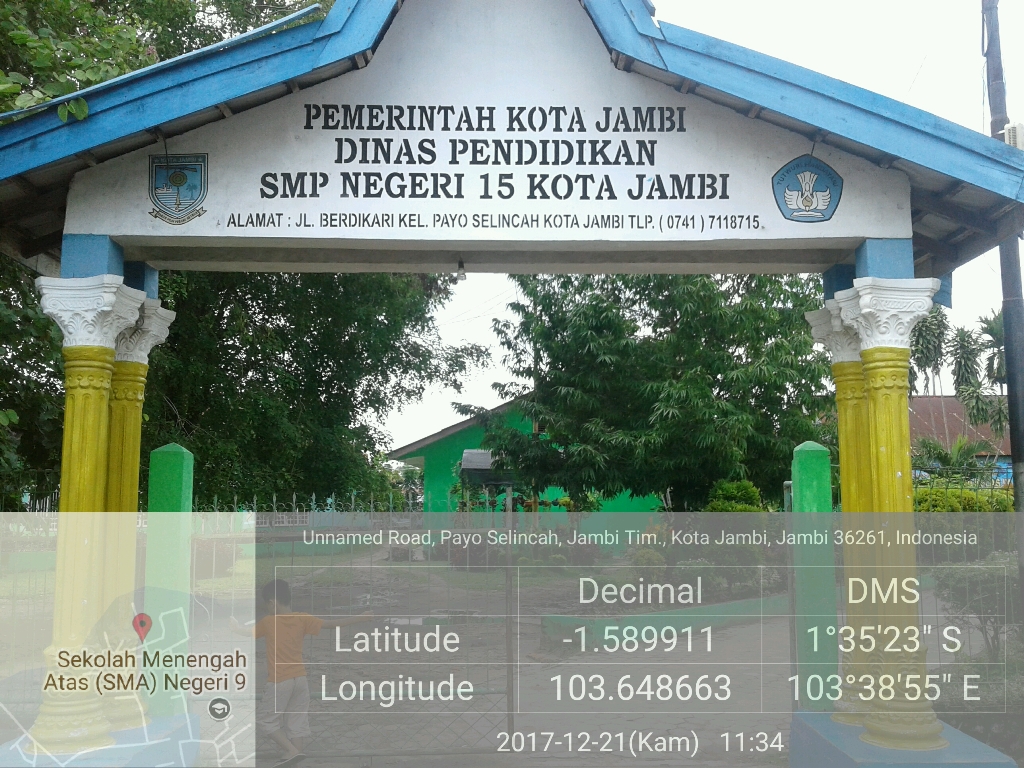 PEMERINTAH KOTA JAMBI
DINAS PENDIDIKAN
SMP NEGERI 15 KOTA JAMBI
ALAMAT : JL. BERDIKARI KEL. PAYO SELINCAH KOTA JAMBI TLP. ( 0741 ) 7118715.
Unnamed Road, Payo Selincah, Jambi Tim., Kota Jambi, Jambi 36261, Indonesia
Decimal DMS
Latitude -1.589911 1°35'23" S
Longitude 103.648663 103°38'55" E
Sekolah Menengah
Atas (SMA) Negeri 9
2017-12-21(Kam) 11:34